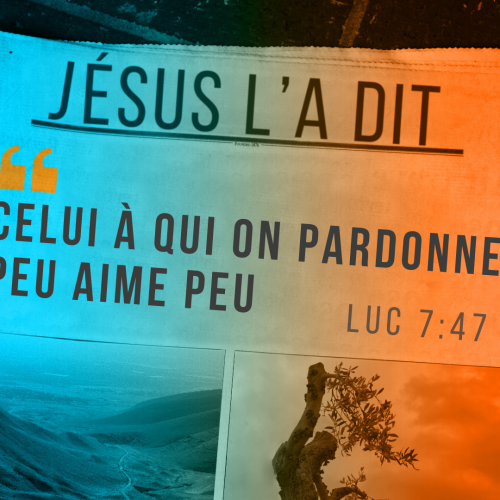 JÉSUS L'A DIT
CELUI À QUI ON PARDONNE
PEU AIME PEU
LUC 7:47